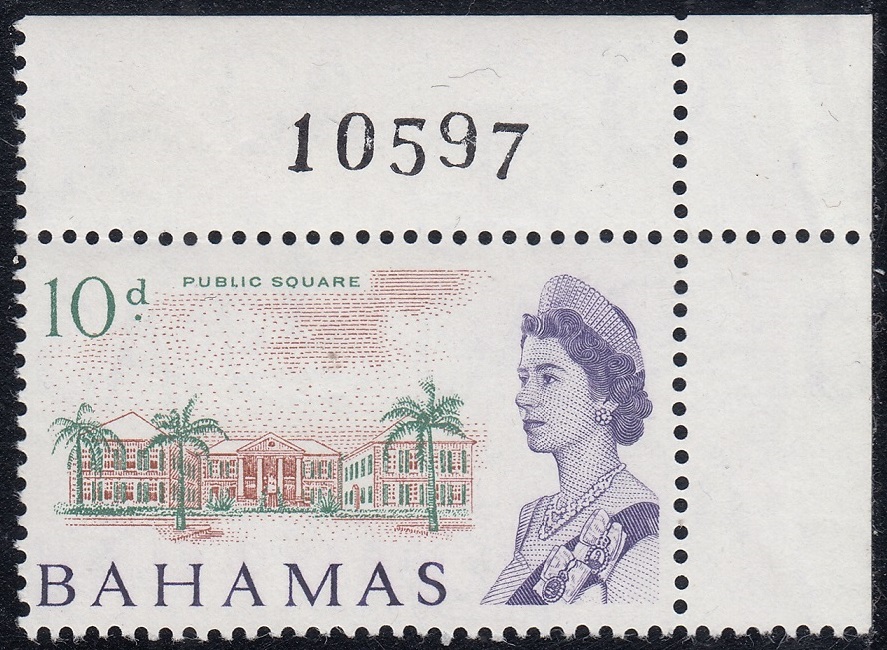 10597
10d.
PUBLIC SQUARE
BAHAMAS